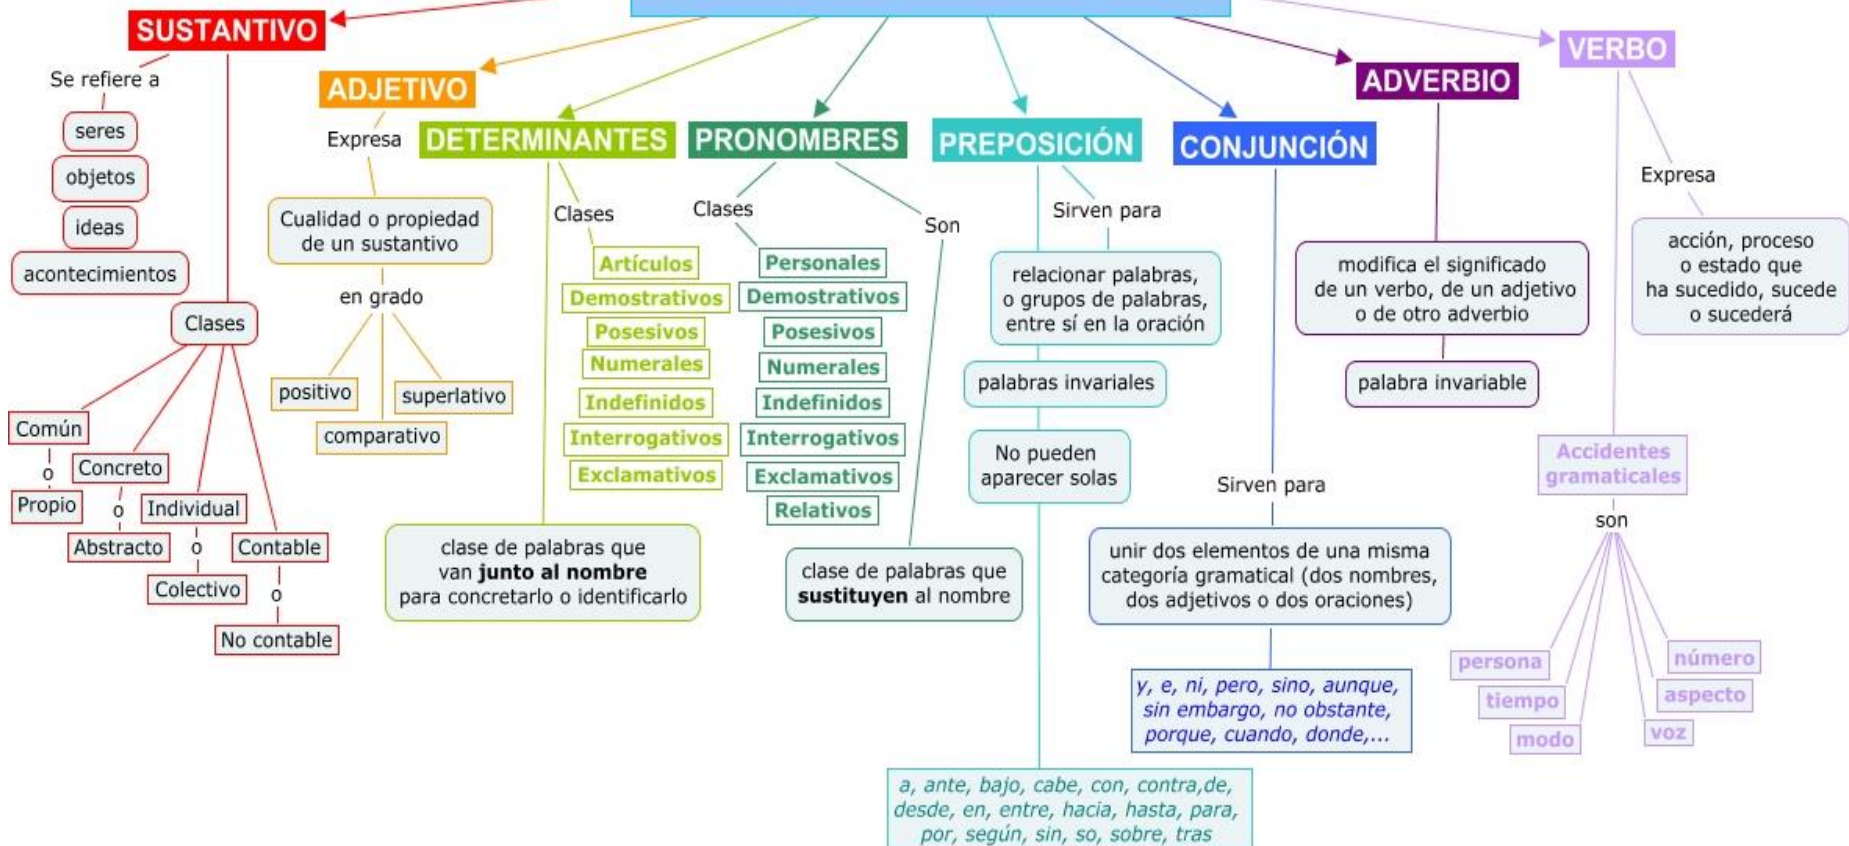 SUSTANTIVO
Se refiere a
seres
objetos
ideas
acontecimientos
Clases
Común
o
Propio
Concreto
o
Abstracto
Individual
o
Colectivo
Contable
o
No contable
ADJETIVO
Expresa
Cualidad o propiedad
de un sustantivo
en grado
positivo
comparativo
superlativo
DETERMINANTES
Clases
Artículos
Demostrativos
Posesivos
Numerales
Indefinidos
Interrogativos
Exclamativos
clase de palabras que
van junto al nombre
para concretarlo o identificarlo
PRONOMBRES
Clases
Personales
Demostrativos
Posesivos
Numerales
Indefinidos
Interrogativos
Exclamativos
Relativos
Son
clase de palabras que
sustituyen al nombre
PREPOSICIÓN
Sirven para
relacionar palabras,
o grupos de palabras,
entre sí en la oración
palabras invariales
No pueden
aparecer solas
a, ante, bajo, cabe, con, contra,de,
desde, en, entre, hacia, hasta, para,
por, según, sin, so, sobre, tras
CONJUNCIÓN
Sirven para
unir dos elementos de una misma
categoría gramatical (dos nombres,
dos adjetivos o dos oraciones)
y, e, ni, pero, sino, aunque,
sin embargo, no obstante,
porque, cuando, donde,...
ADVERBIO
modifica el significado
de un verbo, de un adjetivo
o de otro adverbio
palabra invariable
VERBO
Expresa
acción, proceso
o estado que
ha sucedido, sucede
o sucederá
Accidentes
gramaticales
son
persona
tiempo
modo
voz
aspecto
número